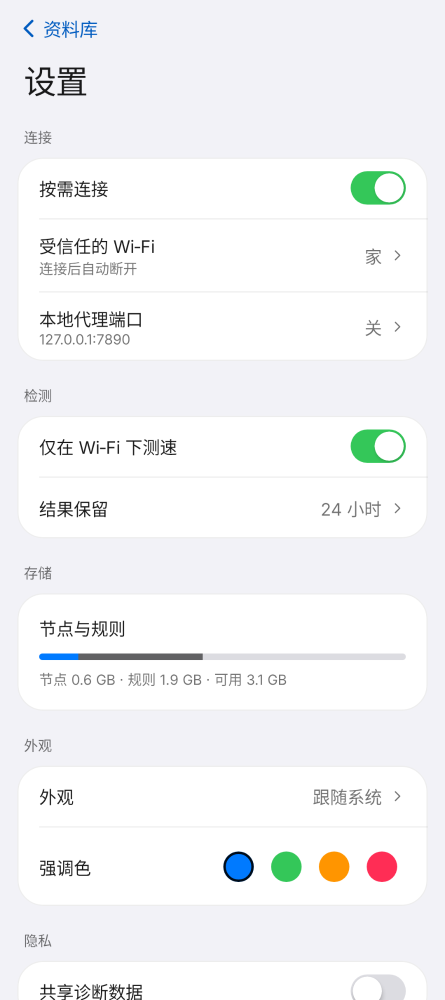 资料库
设置
连接
按需连接
受信任的 Wi-Fi
连接后自动断开
家
本地代理端口
127.0.0.1:7890
关
检测
仅在 Wi-Fi 下测速
结果保留
24 小时
存储
节点与规则
节点 0.6 GB · 规则 1.9 GB · 可用 3.1 GB
外观
外观
跟随系统
强调色
隐私
共享诊断数据